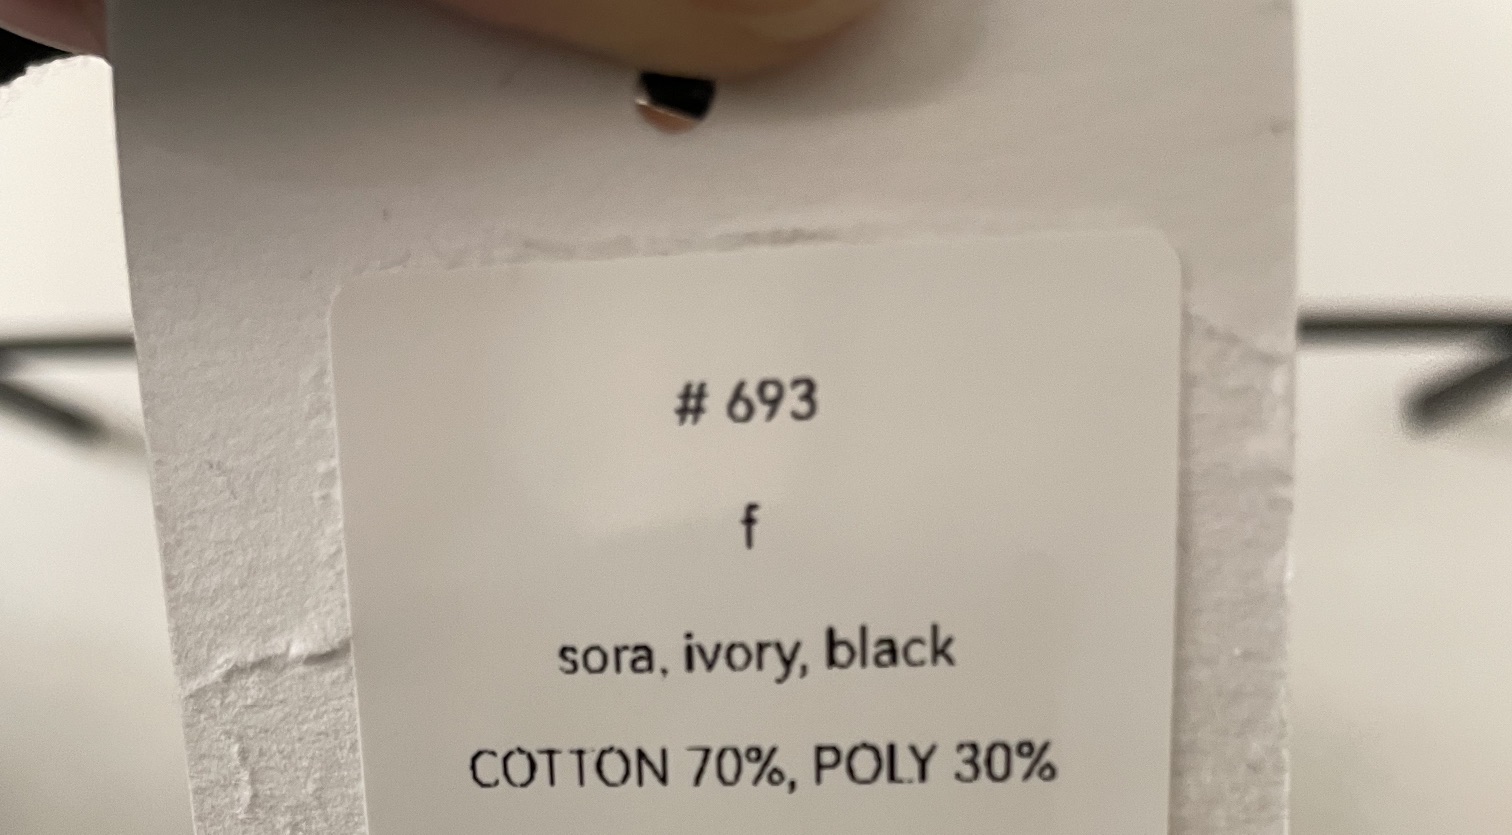 # 693
f
sora, ivory, black
COTTON 70%, POLY 30%